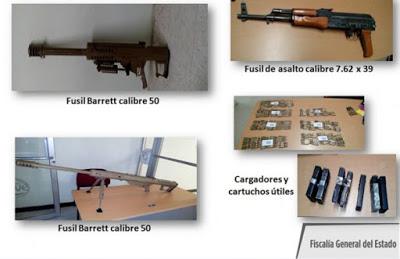 Fusil Barrett calibre 50
Fusil de asalto calibre 7.62 x 39
Fusil Barrett calibre 50
Cargadores y
cartuchos útiles
Fiscalía General del Estado